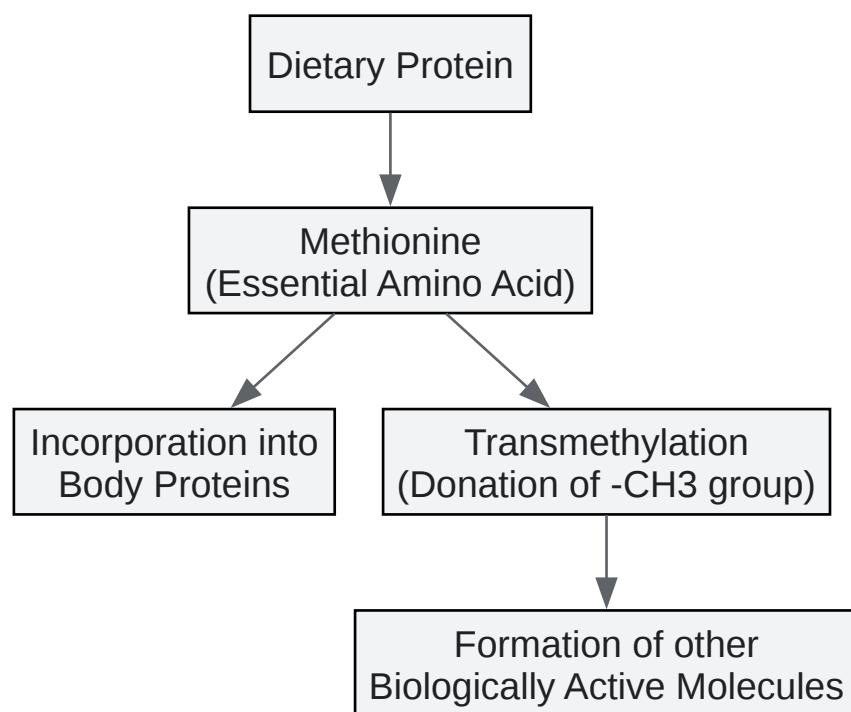 Dietary Protein
Methionine
(Essential Amino Acid)
Incorporation into
Body Proteins
Transmethylation
(Donation of -CH3 group)
Formation of other
Biologically Active Molecules